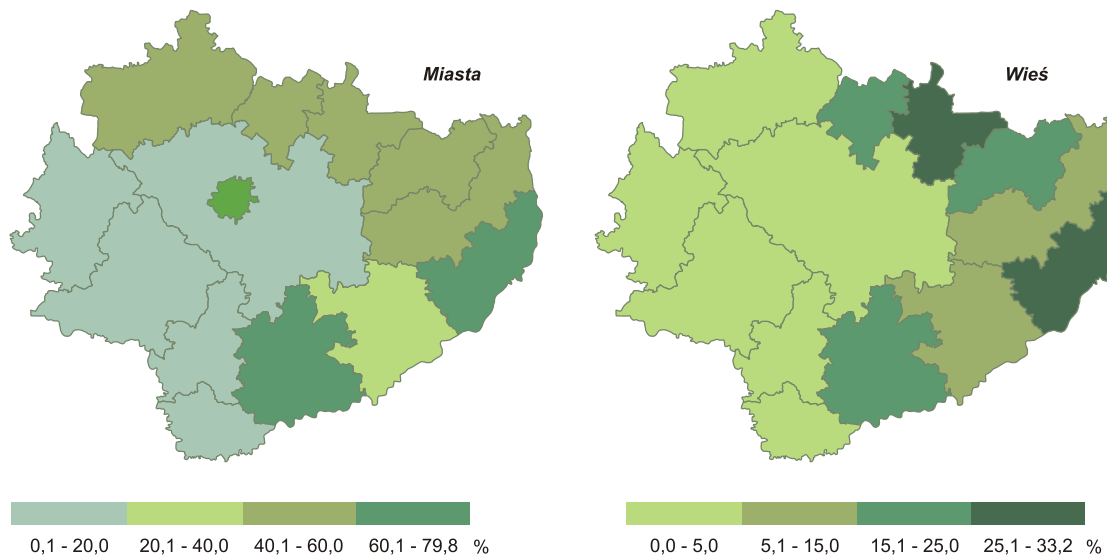 Miasta
Wieś
0,1 - 20,0 20,1 - 40,0 40,1 - 60,0 60,1 - 79,8 %
0,0 - 5,0 5,1 - 15,0 15,1 - 25,0 25,1 - 33,2 %